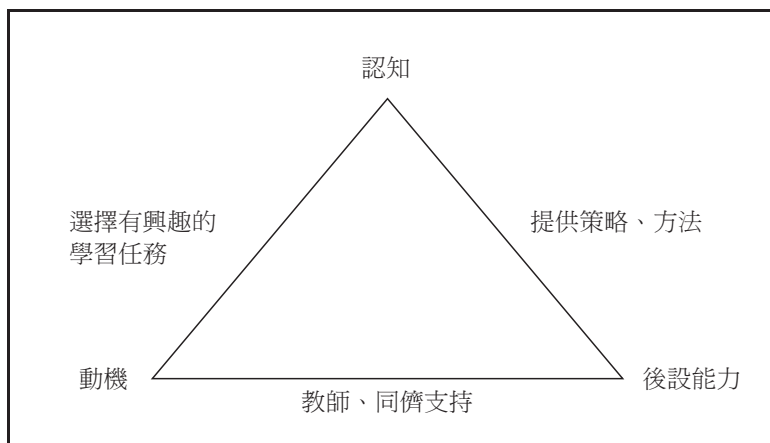 認知
選擇有興趣的
學習任務
提供策略、方法
動機
後設能力
教師、同儕支持